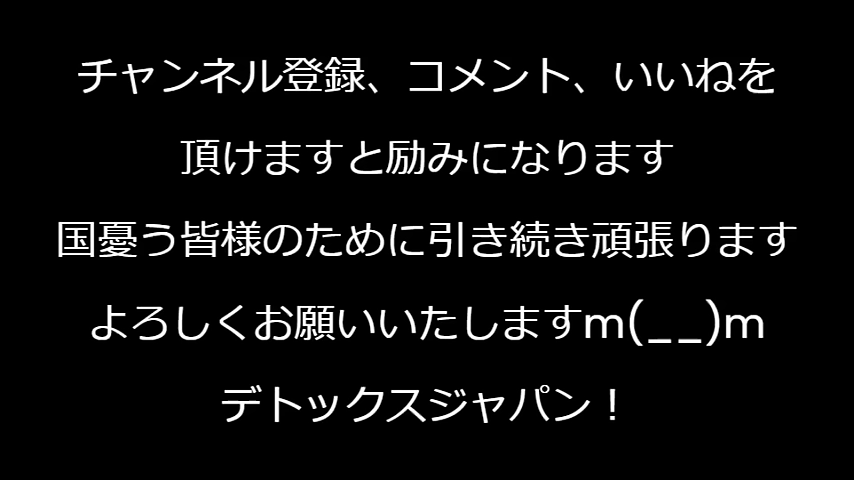 チャンネル登録、コメント、いいねを
頂けますと励みになります
国憂う皆様のために引き続き頑張ります
よろしくお願いいたしますm(__)m
デトックスジャパン！